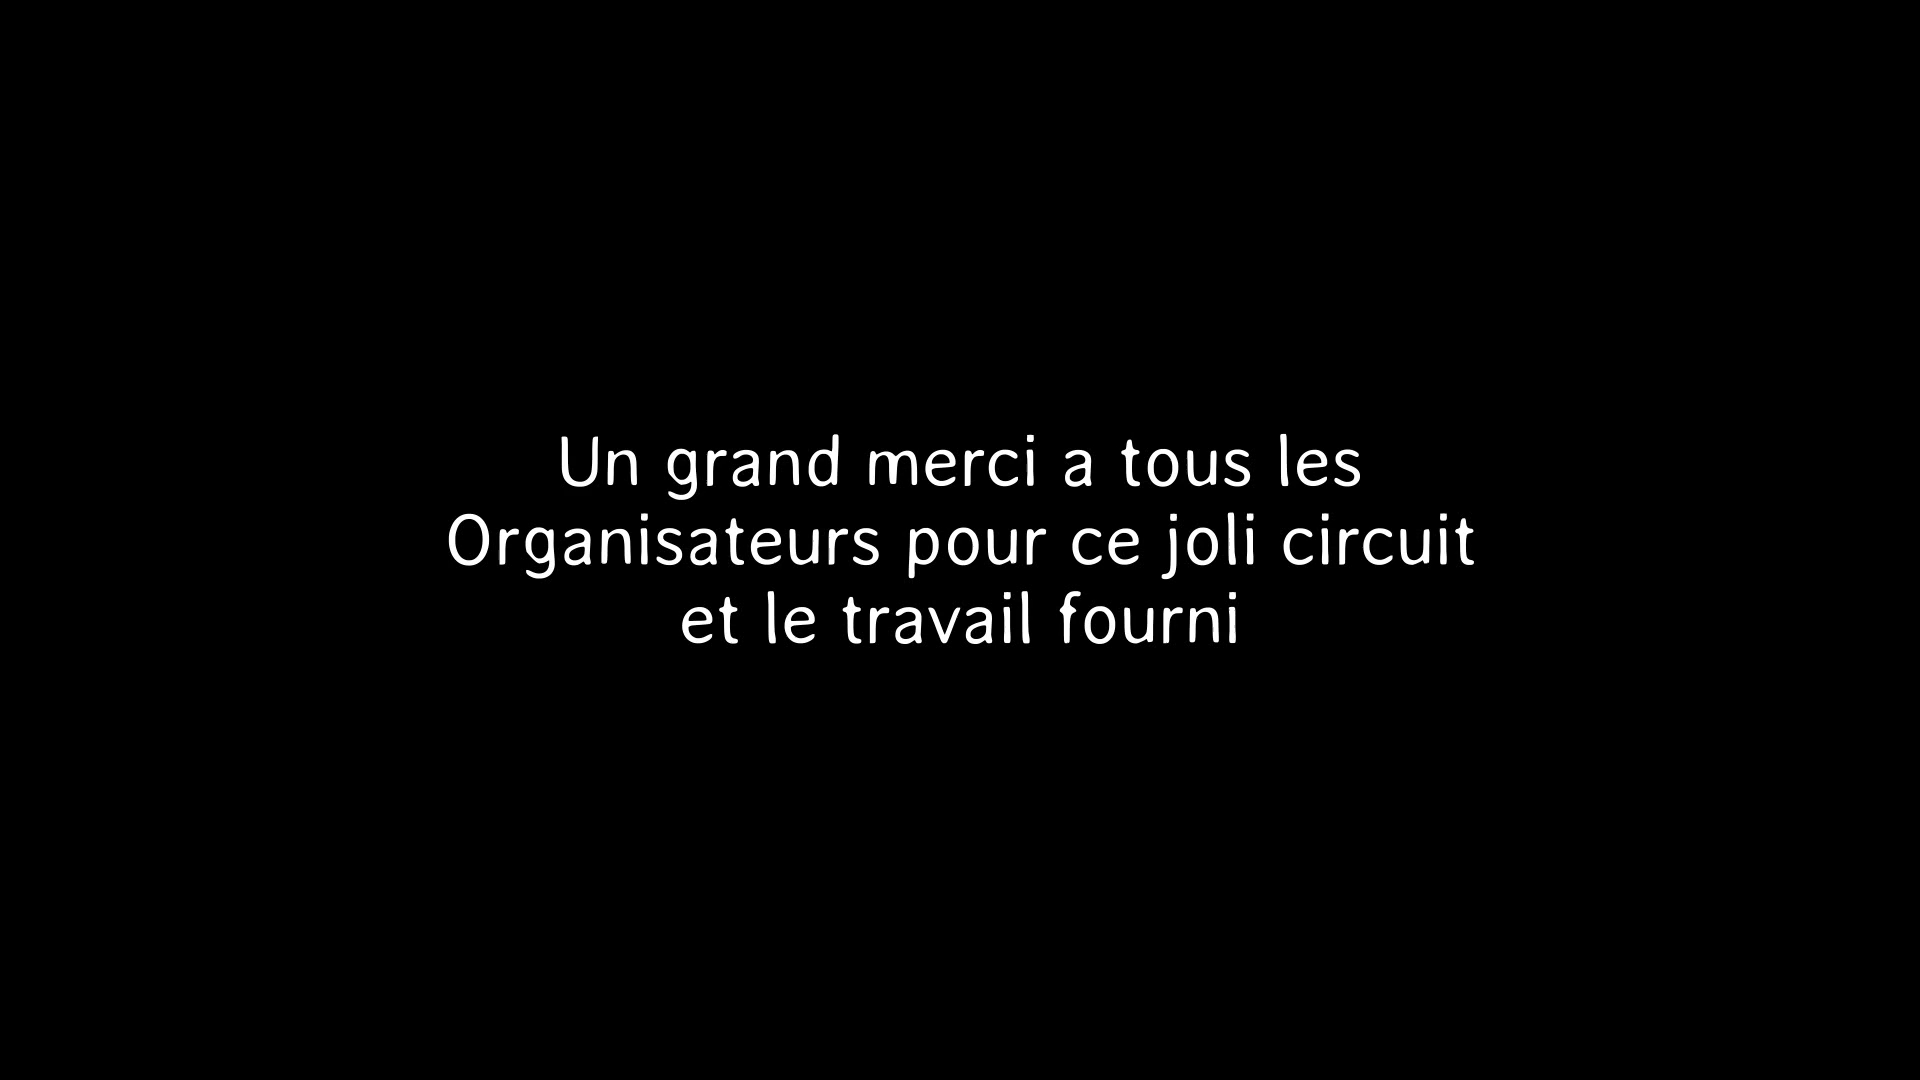 Un grand merci a tous les
Organisateurs pour ce joli circuit
et le travail fourni